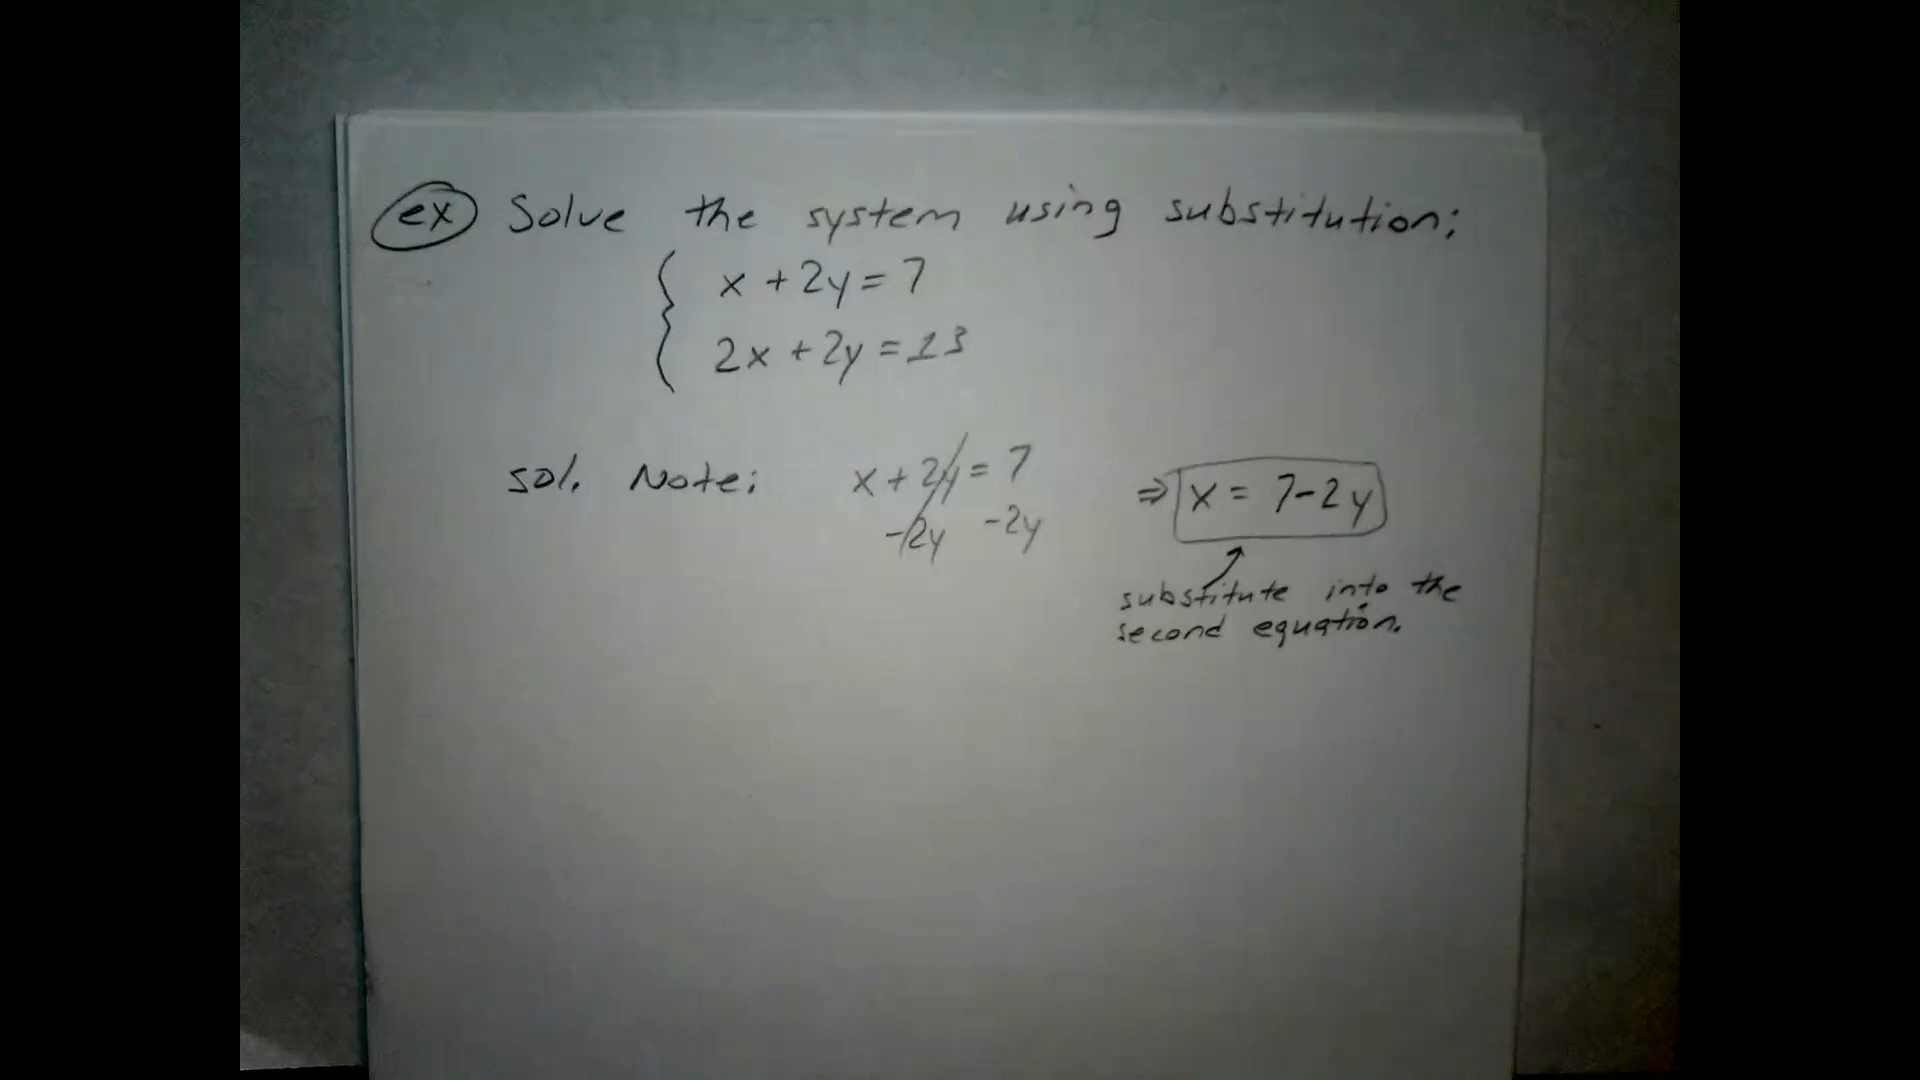 ex Solve the system using substitution:
x + 2y = 7
2x + 2y = 13
sol. Note: x + 2y = 7 ⇒ x = 7-2y
-2y -2y
substitute into the
second equation.